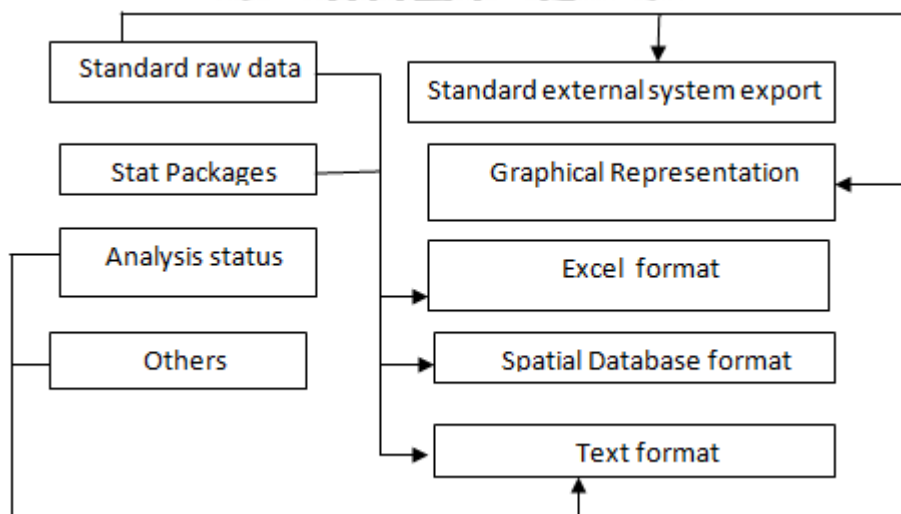 Standard raw data
Standard external system export
Stat Packages
Graphical Representation
Analysis status
Excel format
Others
Spatial Database format
Text format